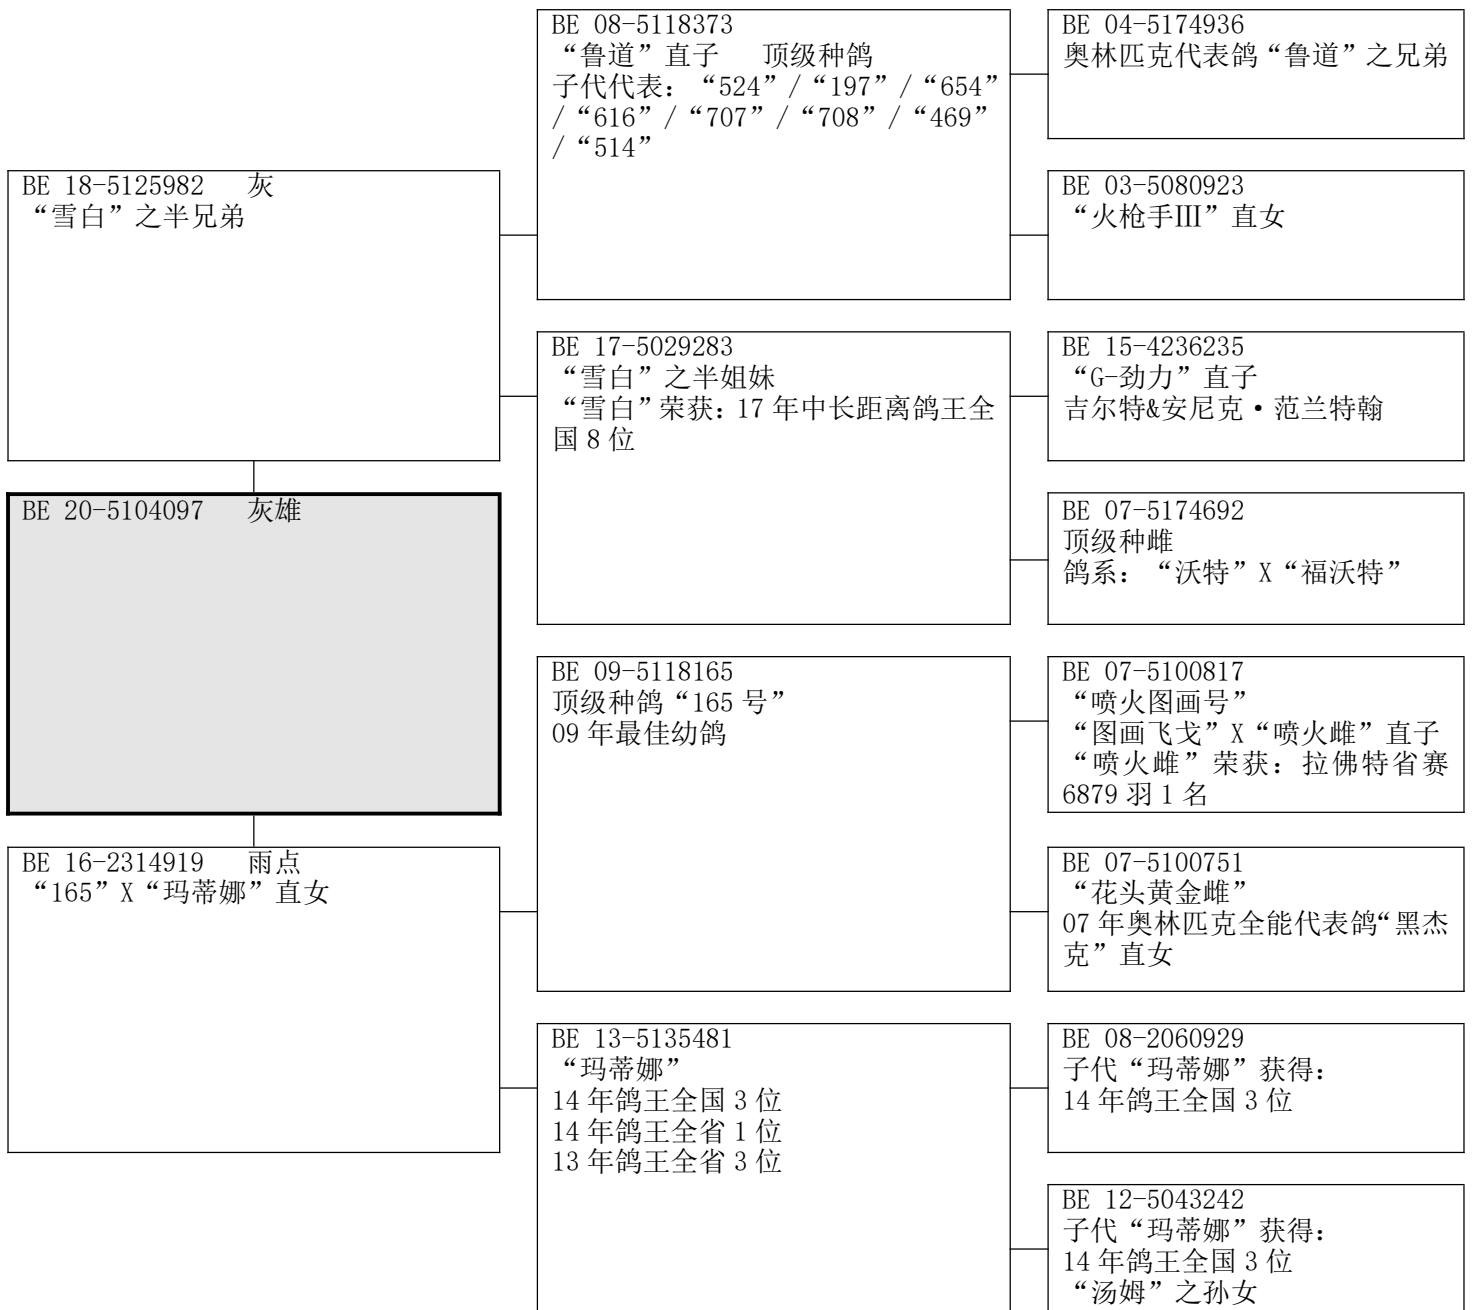 BE 18-5125982 灰
“雪白”之半兄弟
BE 20-5104097 灰雄
BE 16-2314919 雨点
“165”X“玛蒂娜”直女
BE 08-5118373
“鲁道”直子 顶级种鸽
子代代表：“524”/“197”/“654”
/“616”/“707”/“708”/“469”
/“514”
BE 17-5029283
“雪白”之半姐妹
“雪白”荣获：17年中长距离鸽王全
国8位
BE 09-5118165
顶级种鸽“165号”
09年最佳幼鸽
BE 13-5135481
“玛蒂娜”
14年鸽王全国3位
14年鸽王全省1位
13年鸽王全省3位
BE 04-5174936
奥林匹克代表鸽“鲁道”之兄弟
BE 03-5080923
“火枪手Ⅲ”直女
BE 15-4236235
“G-劲力”直子
吉尔特&安尼克·范兰特翰
BE 07-5174692
顶级种雌
鸽系：“沃特”X“福沃特”
BE 07-5100817
“喷火图画号”
“图画飞戈”X“喷火雌”直子
“喷火雌”荣获：拉佛特省赛
6879羽1名
BE 07-5100751
“花头黄金雌”
07年奥林匹克全能代表鸽“黑杰
克”直女
BE 08-2060929
子代“玛蒂娜”获得：
14年鸽王全国3位
BE 12-5043242
子代“玛蒂娜”获得：
14年鸽王全国3位
“汤姆”之孙女